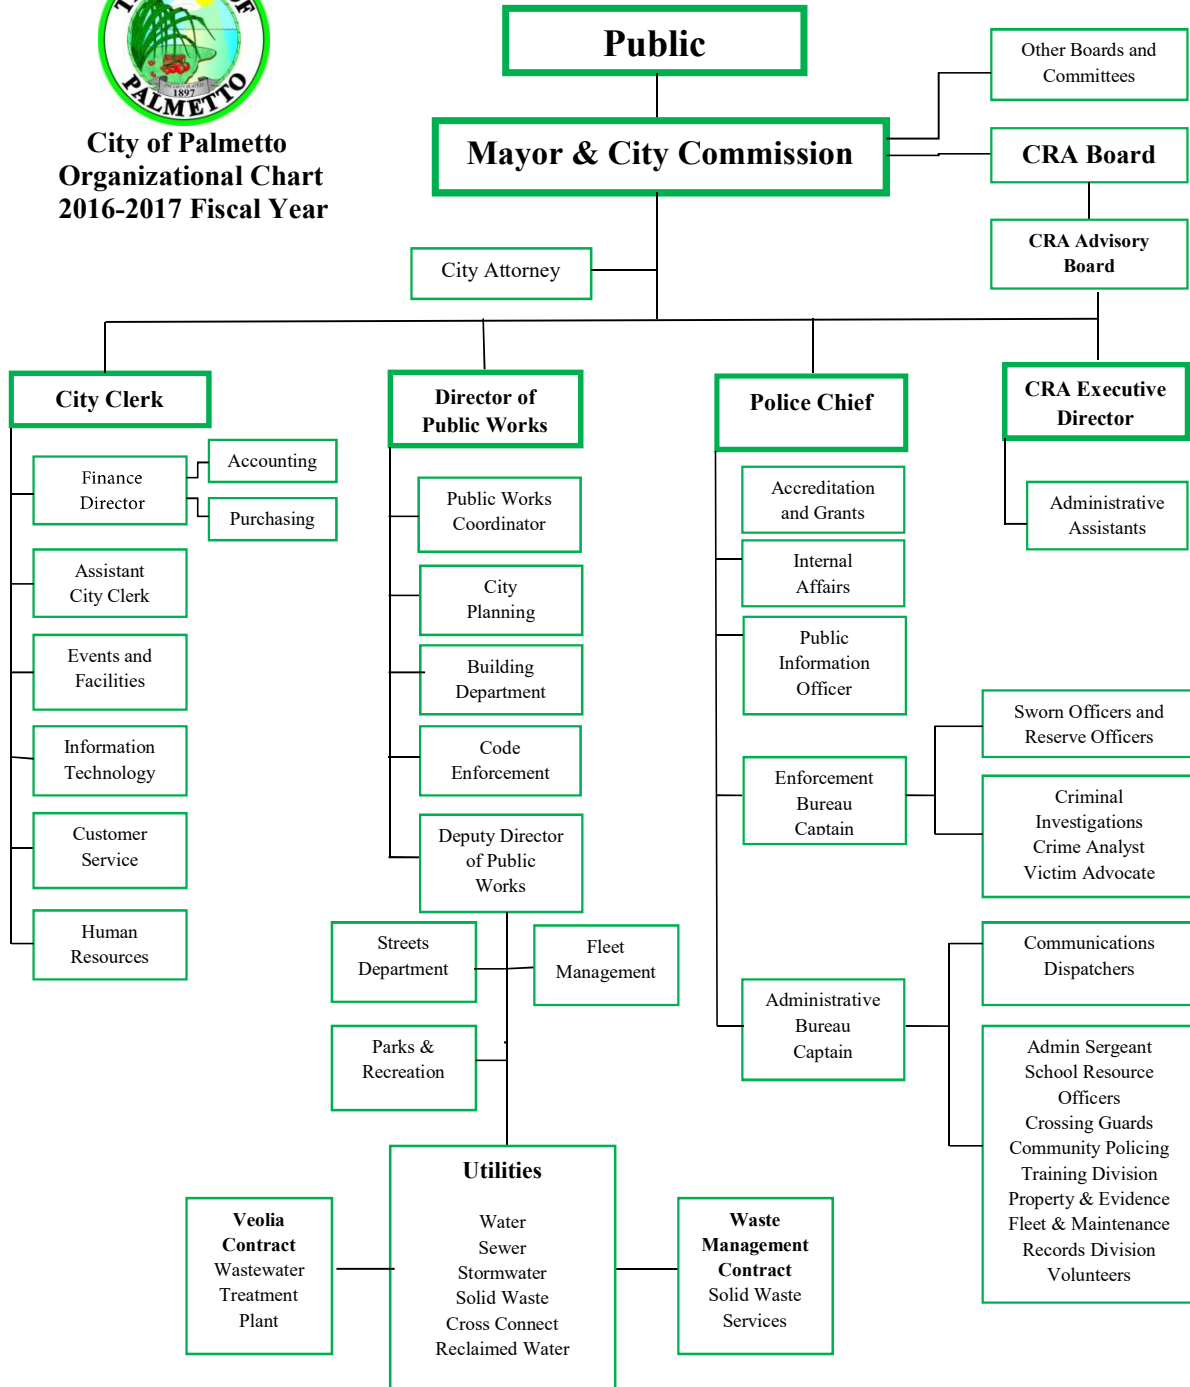 PALMETTO
1897
City of Palmetto
Organizational Chart
2016-2017 Fiscal Year
Public
Mayor & City Commission
Other Boards and
Committees
CRA Board
CRA Advisory
Board
City Attorney
City Clerk
Finance
Director
Accounting
Purchasing
Assistant
City Clerk
Events and
Facilities
Information
Technology
Customer
Service
Human
Resources
Director of
Public Works
Public Works
Coordinator
City
Planning
Building
Department
Code
Enforcement
Deputy Director
of Public
Works
Streets
Department
Fleet
Management
Parks &
Recreation
Utilities
Water
Sewer
Stormwater
Solid Waste
Cross Connect
Reclaimed Water
Veolia
Contract
Wastewater
Treatment
Plant
Waste
Management
Contract
Solid Waste
Services
Police Chief
Accreditation
and Grants
Internal
Affairs
Public
Information
Officer
Enforcement
Bureau
Captain
Sworn Officers and
Reserve Officers
Criminal
Investigations
Crime Analyst
Victim Advocate
Administrative
Bureau
Captain
Communications
Dispatchers
Admin Sergeant
School Resource
Officers
Crossing Guards
Community Policing
Training Division
Property & Evidence
Fleet & Maintenance
Records Division
Volunteers
CRA Executive
Director
Administrative
Assistants